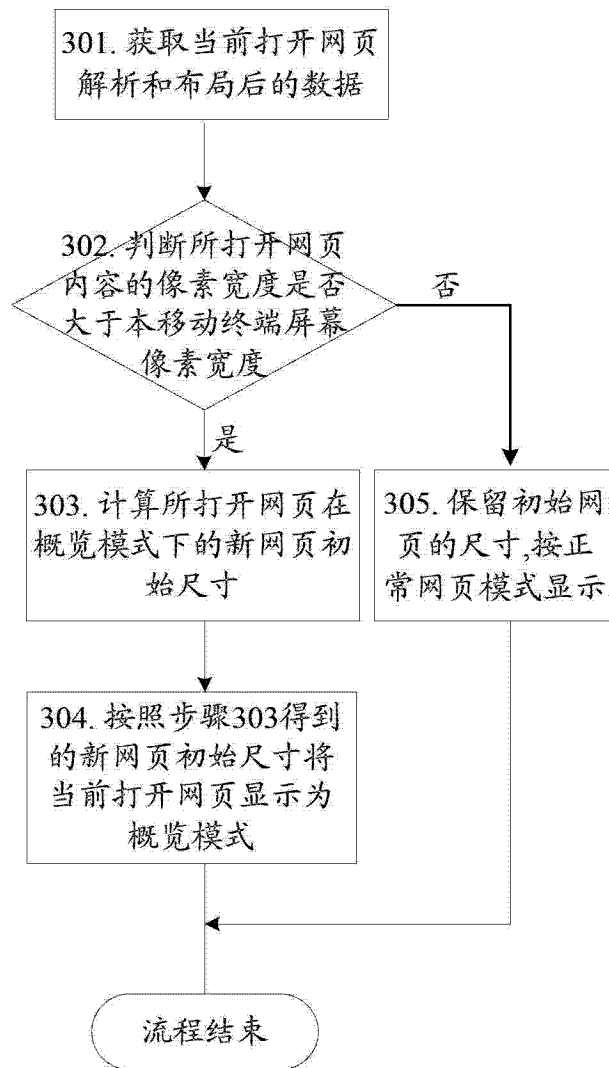 301. 获取当前打开网页
解析和布局后的数据
302. 判断所打开网页
内容的像素宽度是否
大于本移动终端屏幕
像素宽度
否
是
303. 计算所打开网页在
概览模式下的新网页初
始尺寸
305. 保留初始网
页的尺寸,按正
常网页模式显示
304. 按照步骤303得到
的新网页初始尺寸将
当前打开网页显示为
概览模式
流程结束